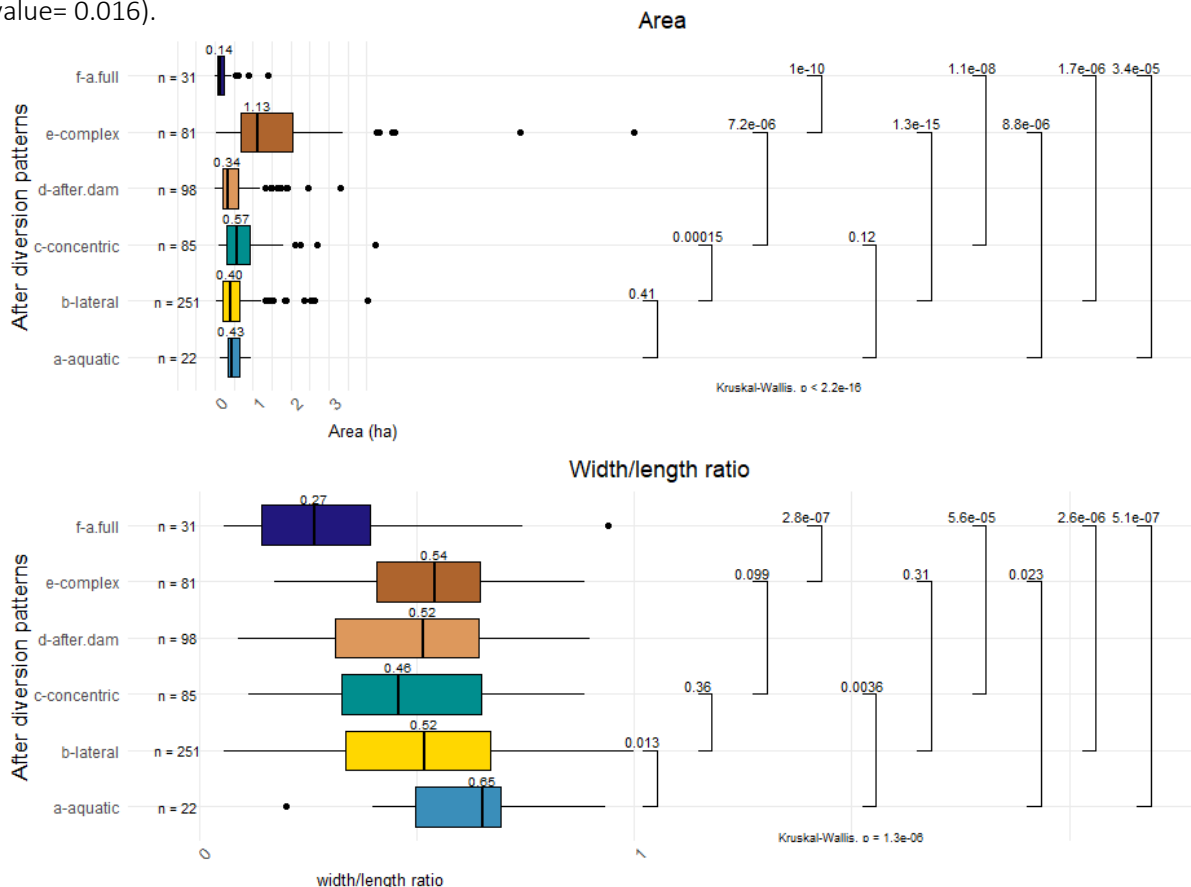 value= 0.016).
Area
0.14
f-a.full n = 31 1e-10 1.1e-08 1.7e-06 3.4e-05
1.13
e-complex n = 81 7.2e-06 1.3e-15 8.8e-06
0.34
d-after.dam n = 98
0.57
c-concentric n = 85 0.00015 0.12
0.40
b-lateral n = 251 0.41
0.43
a-aquatic n = 22
After diversion patterns
Kruskal-Wallis, p < 2.2e-16
0 1 2 3
Area (ha)
Width/length ratio
0.27
f-a.full n = 31 2.8e-07 5.6e-05 2.6e-06 5.1e-07
0.54
e-complex n = 81 0.099 0.31 0.023
0.52
d-after.dam n = 98
0.46
c-concentric n = 85 0.36 0.0036
0.52
b-lateral n = 251 0.013
0.65
a-aquatic n = 22
After diversion patterns
Kruskal-Wallis, p = 1.3e-06
0 1
width/length ratio